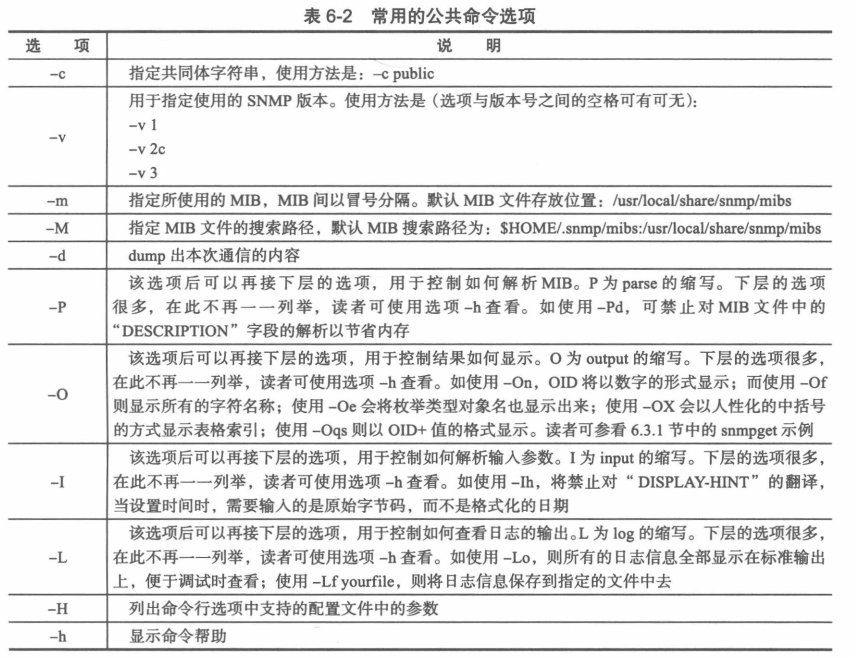 表 6-2 常用的公共命令选项
选 项 说 明
–c 指定共同体字符串，使用方法是：–c public
用于指定使用的 SNMP 版本。使用方法是（选项与版本号之间的空格可有可无）：
–v 1
–v –v 2c
–v 3
–m 指定所使用的 MIB，MIB 间以冒号分隔。默认 MIB 文件存放位置：/usr/local/share/snmp/mibs
–M 指定 MIB 文件的搜索路径，默认 MIB 搜索路径为：$HOME/.snmp/mibs:/usr/local/share/snmp/mibs
–d dump 出本次通信的内容
该选项后可以再接下层的选项，用于控制如何解析 MIB。P 为 parse 的缩写。下层的选项
–P 很多，在此不再一一列举，读者可使用选项 –h 查看。如使用 –Pd，可禁止对 MIB 文件中的
“DESCRIPTION”字段的解析以节省内存
该选项后可以再接下层的选项，用于控制结果如何显示。O 为 output 的缩写。下层的选项很多，
–O 在此不再一一列举，读者可使用选项 –h 查看。如使用 –On，OID 将以数字的形式显示；而使用 –Of
则显示所有的字符名称；使用 –Oe 会将枚举类型对象名也显示出来；使用 –OX 会以人性化的中括号
的方式显示表格索引；使用 –Oqs 则以 OID+ 值的格式显示。读者可参看 6.3.1 节中的 snmpget 示例
该选项后可以再接下层的选项，用于控制如何解析输入参数。I 为 input 的缩写。下层的选项很多，
–I 在此不再一一列举，读者可使用选项 –h 查看。如使用 –Ih，将禁止对“ DISPLAY-HINT”的翻译，
当设置时间时，需要输入的是原始字节码，而不是格式化的日期
该选项后可以再接下层的选项，用于控制如何查看日志的输出。L 为 log 的缩写。下层的选项很多，
–L 在此不再一一列举，读者可使用选项 –h 查看。如使用 –Lo，则所有的日志信息全部显示在标准输出
上，便于调试时查看；使用 –Lf yourfile，则将日志信息保存到指定的文件中去
–H 列出命令行选项中支持的配置文件中的参数
–h 显示命令帮助